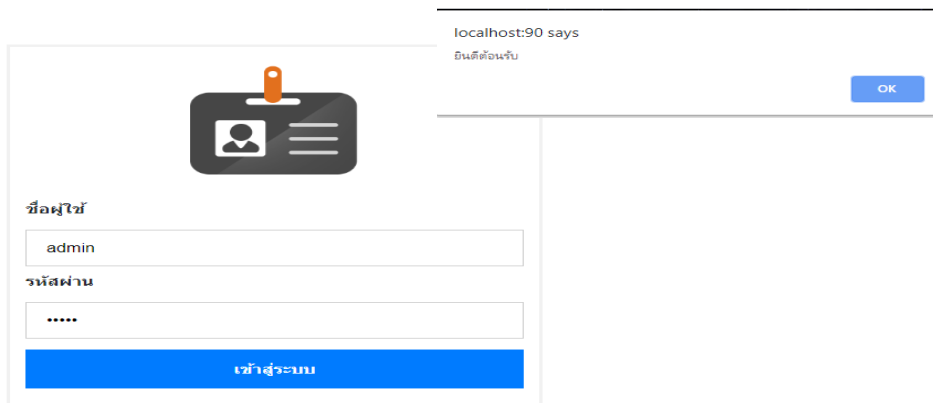 localhost:90 says
ยินดีต้อนรับ
OK
ชื่อผู้ใช้
admin
รหัสผ่าน
•••••
เข้าสู่ระบบ